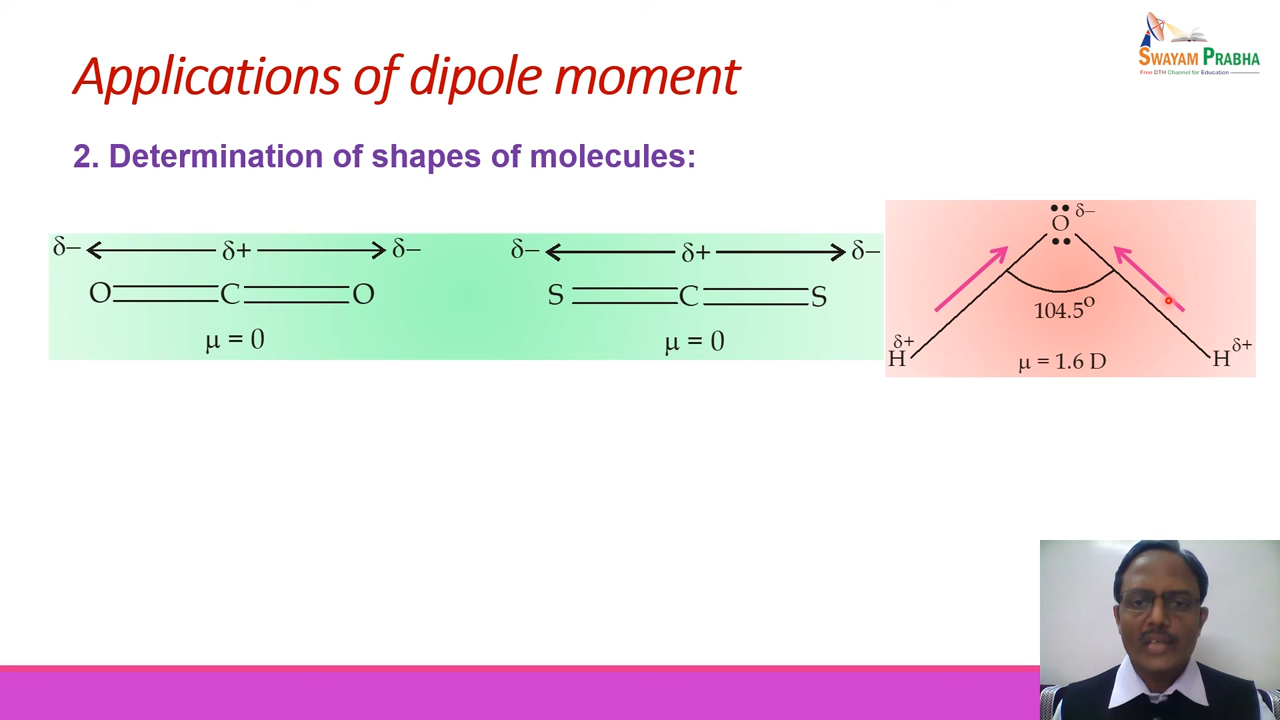 Applications of dipole moment
SWAYAM PRABHA
Free DTH Channel for Education
2. Determination of shapes of molecules:
δ– δ+ δ–
O C O
μ = 0
δ– δ+ δ–
S C S
μ = 0
O δ–
104.5º
δ+ δ+
H H
μ = 1.6 D